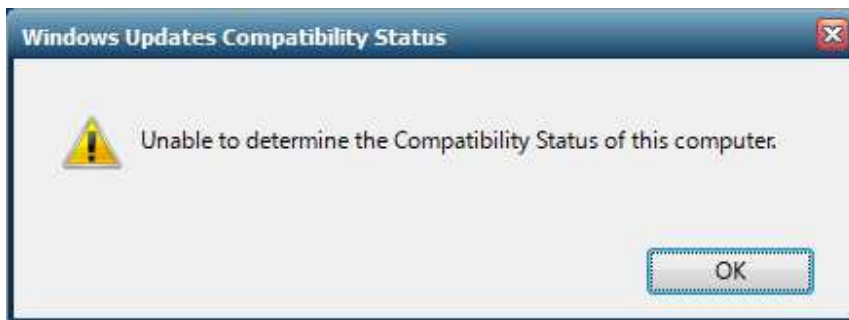 Windows Updates Compatibility Status
Unable to determine the Compatibility Status of this computer.
OK